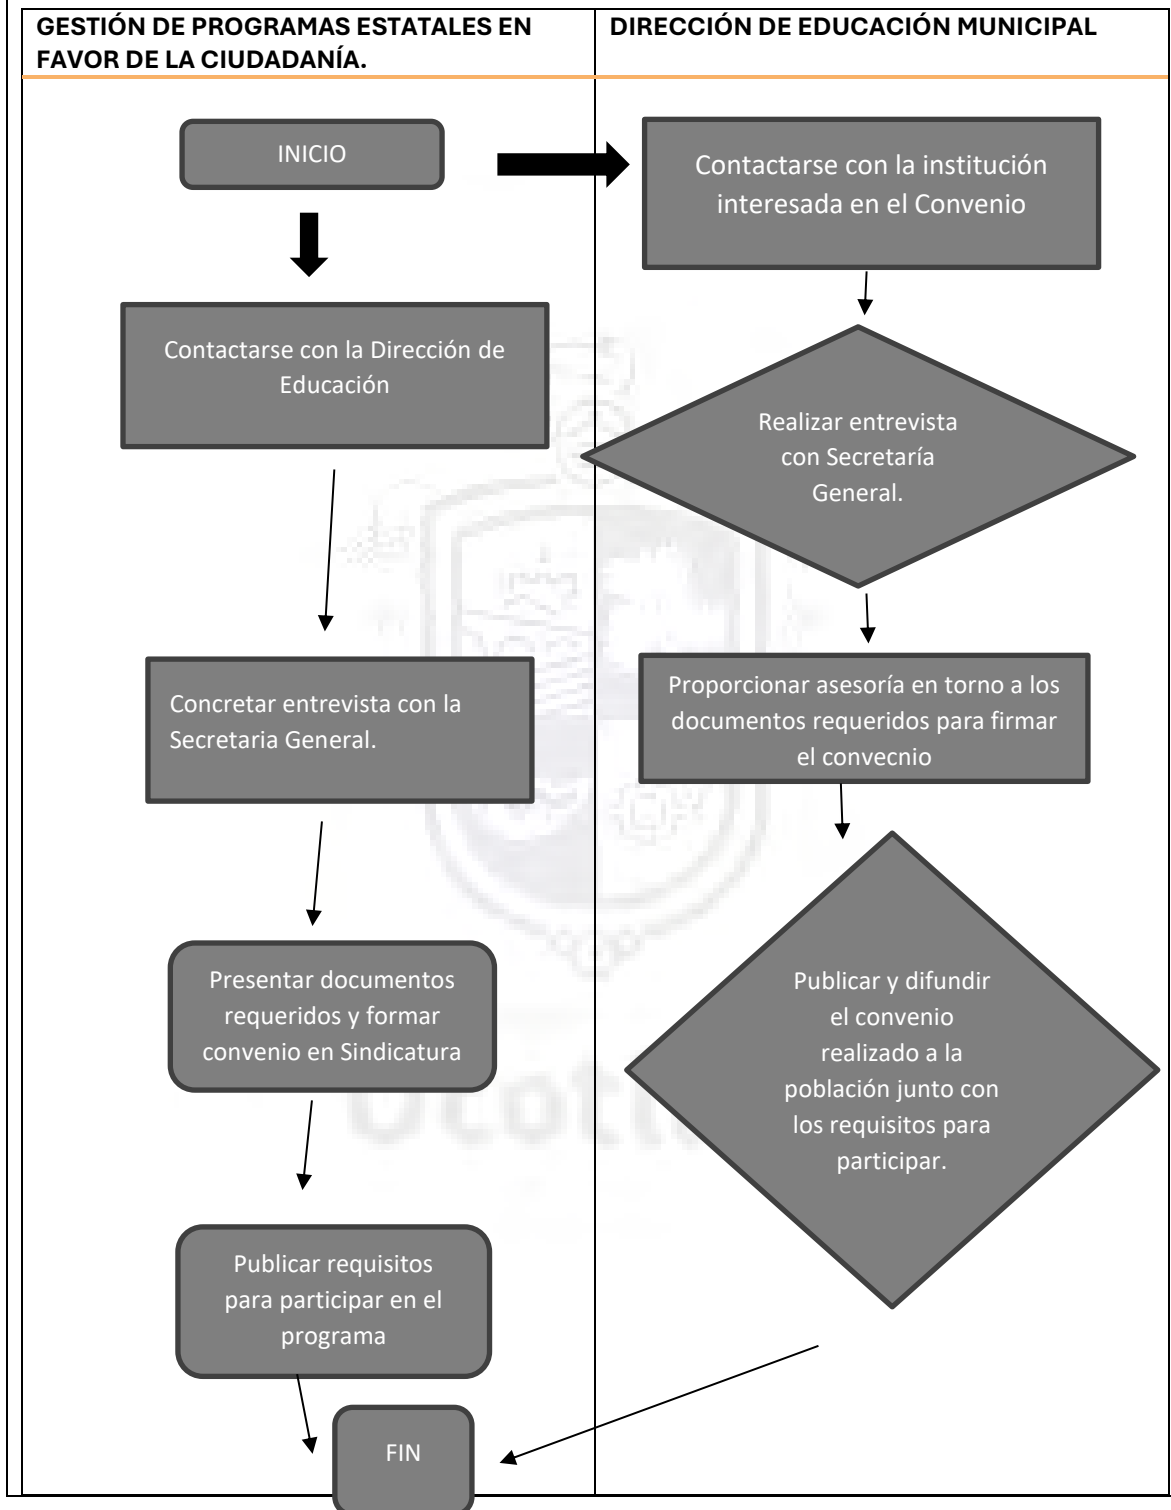 GESTIÓN DE PROGRAMAS ESTATALES EN
FAVOR DE LA CIUDADANÍA.
DIRECCIÓN DE EDUCACIÓN MUNICIPAL
INICIO
Contactarse con la Dirección de
Educación
Concretar entrevista con la
Secretaria General.
Presentar documentos
requeridos y formar
convenio en Sindicatura
Publicar requisitos
para participar en el
programa
FIN
Contactarse con la institución
interesada en el Convenio
Realizar entrevista
con Secretaría
General.
Proporcionar asesoría en torno a los
documentos requeridos para firmar
el convecnio
Publicar y difundir
el convenio
realizado a la
población junto con
los requisitos para
participar.